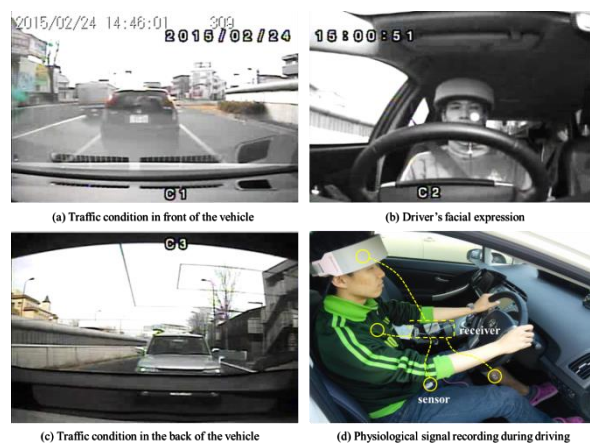 2015/02/24 14:46:01 309
2015/02/24 15:00:51
C1
C2
(a) Traffic condition in front of the vehicle
(b) Driver's facial expression
C3
receiver
sensor
(c) Traffic condition in the back of the vehicle
(d) Physiological signal recording during driving